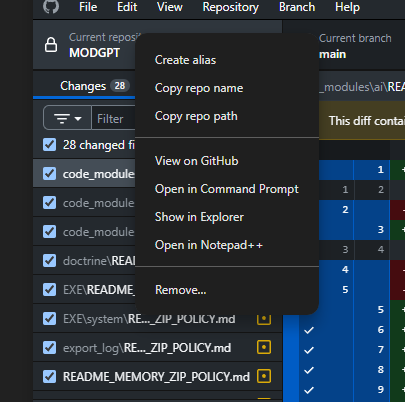 File Edit View Repository Branch Help
Current reposi
MODGPT
Current branch
main
Create alias
Copy repo name
Copy repo path
View on GitHub
Open in Command Prompt
Show in Explorer
Open in Notepad++
Remove...
Changes 28
Filter
28 changed fi
code_module
code_module
code_module
doctrine\READ
EXE\README_
EXE\system\RE..._ZIP_POLICY.md
export_log\RE..._ZIP_POLICY.md
README_MEMORY_ZIP_POLICY.md
_modules\ai\REA
This diff contai
1 +
1 2
2 -
3 +
3 4
4 -
5 -
5 +
6 +
7 +
8 +
9 +